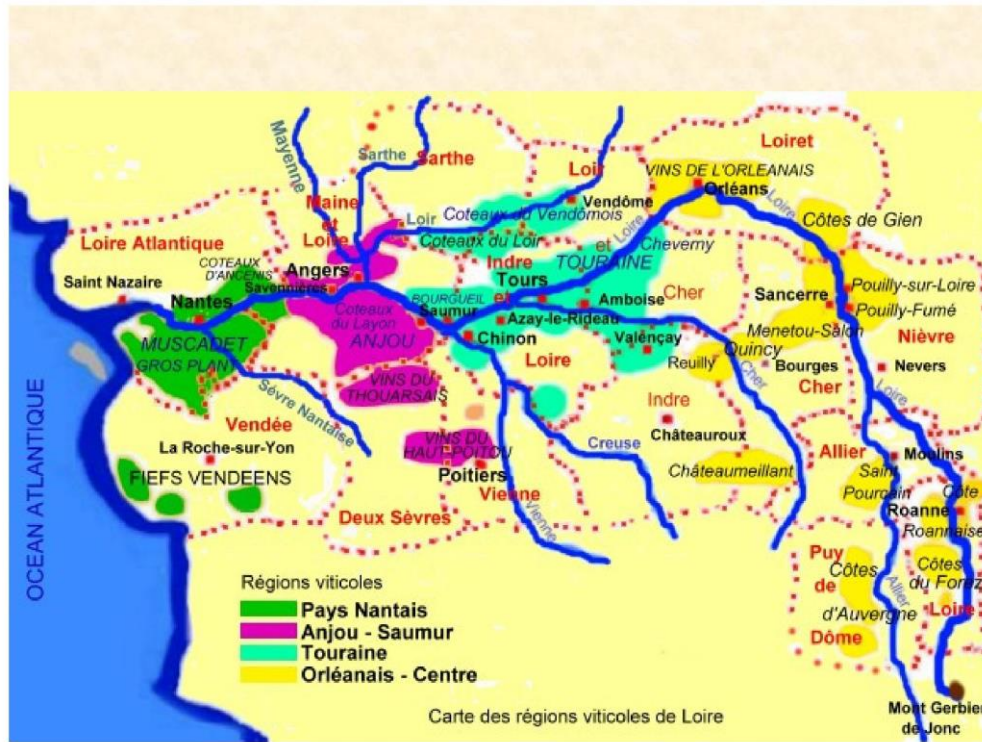 Mayenne
Sarthe
Sarthe
Loir
Loiret
VINS DE L'ORLEANAIS
Orléans
Vendôme
Maine
et
Loire
Loir
Coteaux du Vendômois
Coteaux du Loir
Loire
Loire
Côtes de Gien
Loire Atlantique
COTEAUX
D'ANCENIS
Angers
Savennières
Indre
et
Loire
et
Cher
TOURAINE
Cheverny
Tours
Saint Nazaire
Nantes
BOURGUEIL
Saumur
Amboise
Azay-le-Rideau
Chinon
Sancerre
Pouilly-sur-Loire
Pouilly-Fumé
Menetou-Salon
Nièvre
Coteaux
du Layon
ANJOU
MUSCADET
GROS PLANT
Valénçay
Reuilly
Quincy
Cher
Bourges
Cher
Nevers
Loire
VINS DU
THOUARSAIS
Sévre Nantaise
Vendée
Indre
Châteauroux
La Roche-sur-Yon
VINS DU
HAUT-POITOU
Poitiers
Creuse
Châteaumeillant
Allier
Moulins
FIEFS VENDEENS
Vienne
Vienne
Saint
Pourçain
Côte
Roanne
Roannaise
Deux Sèvres
OCEAN ATLANTIQUE
Puy
de
Dôme
Côtes
d'Auvergne
Allier
Côtes
du Forez
Loire
Régions viticoles
Pays Nantais
Anjou - Saumur
Touraine
Orléanais - Centre
Carte des régions viticoles de Loire
Mont Gerbier
de Jonc